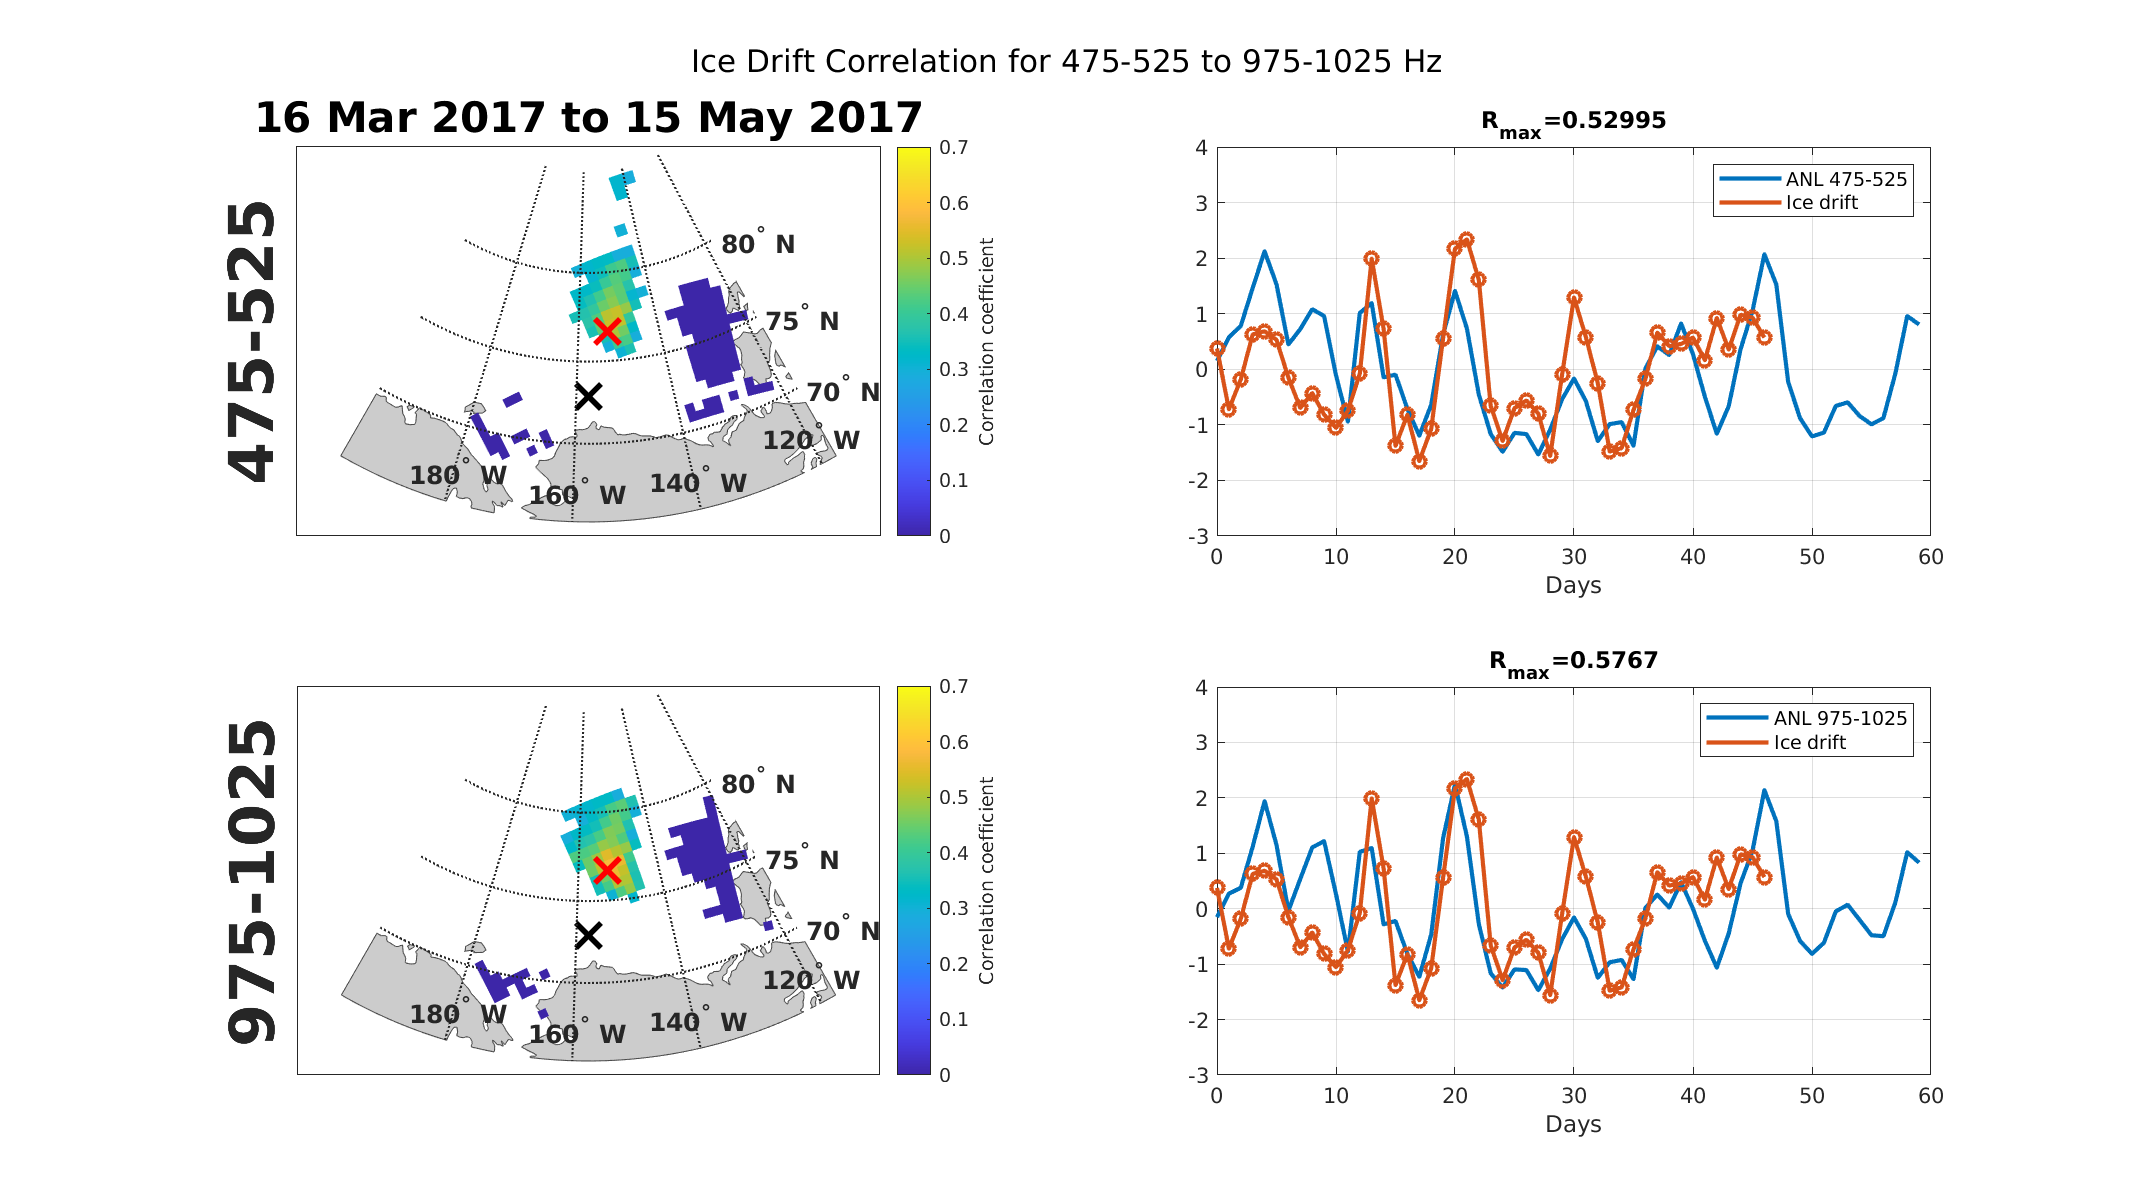 Ice Drift Correlation for 475-525 to 975-1025 Hz
16 Mar 2017 to 15 May 2017
475-525
80° N
75° N
70° N
180° W
160° W
140° W
120° W
0.7
0.6
0.5
0.4
0.3
0.2
0.1
0
Correlation coefficient
Rmax=0.52995
ANL 475-525
Ice drift
4
3
2
1
0
-1
-2
-3
0 10 20 30 40 50 60
Days
975-1025
80° N
75° N
70° N
180° W
160° W
140° W
120° W
0.7
0.6
0.5
0.4
0.3
0.2
0.1
0
Correlation coefficient
Rmax=0.5767
ANL 975-1025
Ice drift
4
3
2
1
0
-1
-2
-3
0 10 20 30 40 50 60
Days